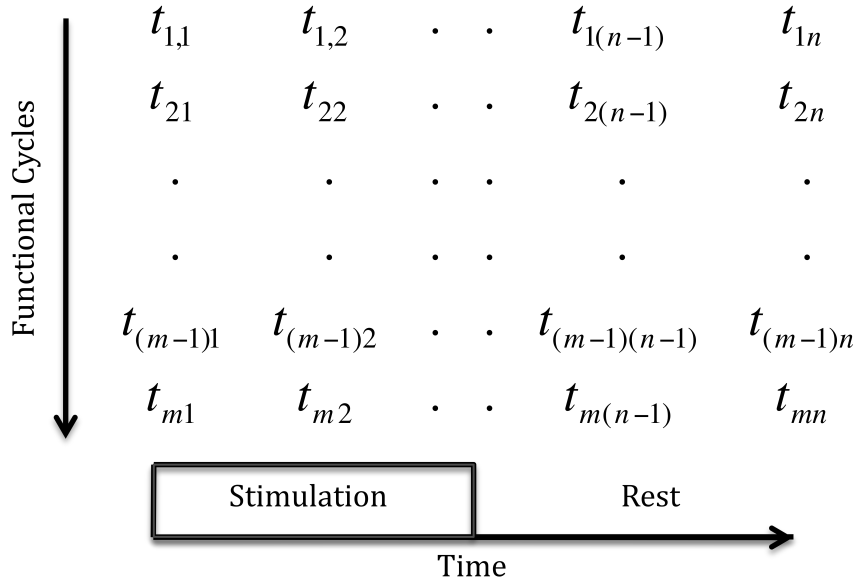 t1,1 t1,2 . . t1(n−1) t1n
t21 t22 . . t2(n−1) t2n
. . . . . .
. . . . . .
t(m−1)1 t(m−1)2 . . t(m−1)(n−1) t(m−1)n
tm1 tm2 . . tm(n−1) tmn
Functional Cycles
Stimulation Rest
Time